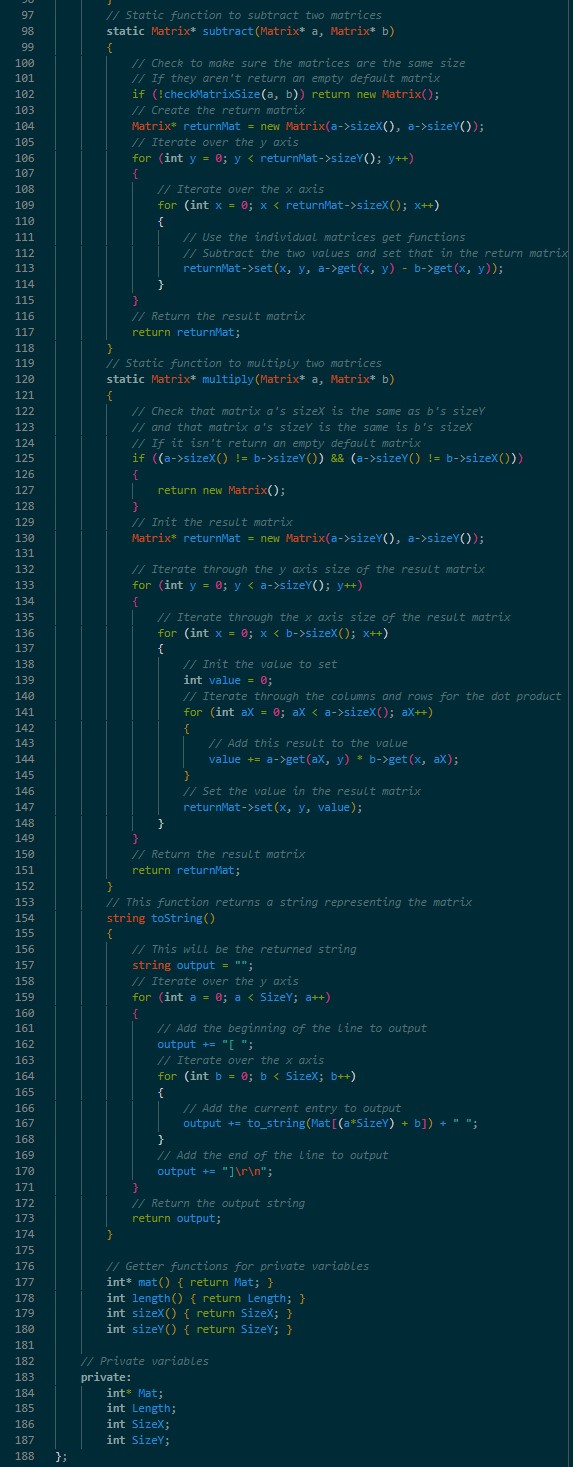 97 // Static function to subtract two matrices
98 static Matrix* subtract(Matrix* a, Matrix* b)
99 {
100 // Check to make sure the matrices are the same size
101 // If they aren't return an empty default matrix
102 if (!checkMatrixSize(a, b)) return new Matrix();
103 // Create the return matrix
104 Matrix* returnMat = new Matrix(a->sizeX(), a->sizeY());
105 // Iterate over the y axis
106 for (int y = 0; y < returnMat->sizeY(); y++)
107 {
108 // Iterate over the x axis
109 for (int x = 0; x < returnMat->sizeX(); x++)
110 {
111 // Use the individual matrices get functions
112 // Subtract the two values and set that in the return matrix
113 returnMat->set(x, y, a->get(x, y) - b->get(x, y));
114 }
115 }
116 // Return the result matrix
117 return returnMat;
118 }
119 // Static function to multiply two matrices
120 static Matrix* multiply(Matrix* a, Matrix* b)
121 {
122 // Check that matrix a's sizeX is the same as b's sizeY
123 // and that matrix a's sizeY is the same is b's sizeX
124 // If it isn't return an empty default matrix
125 if ((a->sizeX() != b->sizeY()) && (a->sizeY() != b->sizeX()))
126 {
127 return new Matrix();
128 }
129 // Init the result matrix
130 Matrix* returnMat = new Matrix(a->sizeY(), a->sizeY());
131
132 // Iterate through the y axis size of the result matrix
133 for (int y = 0; y < a->sizeY(); y++)
134 {
135 // Iterate through the x axis size of the result matrix
136 for (int x = 0; x < b->sizeX(); x++)
137 {
138 // Init the value to set
139 int value = 0;
140 // Iterate through the columns and rows for the dot product
141 for (int aX = 0; aX < a->sizeX(); aX++)
142 {
143 // Add this result to the value
144 value += a->get(aX, y) * b->get(x, aX);
145 }
146 // Set the value in the result matrix
147 returnMat->set(x, y, value);
148 }
149 }
150 // Return the result matrix
151 return returnMat;
152 }
153 // This function returns a string representing the matrix
154 string toString()
155 {
156 // This will be the returned string
157 string output = "";
158 // Iterate over the y axis
159 for (int a = 0; a < SizeY; a++)
160 {
161 // Add the beginning of the line to output
162 output += "[ ";
163 // Iterate over the x axis
164 for (int b = 0; b < SizeX; b++)
165 {
166 // Add the current entry to output
167 output += to_string(Mat[(a*SizeY) + b]) + " ";
168 }
169 // Add the end of the line to output
170 output += "]\r\n";
171 }
172 // Return the output string
173 return output;
174 }
175
176 // Getter functions for private variables
177 int* mat() { return Mat; }
178 int length() { return Length; }
179 int sizeX() { return SizeX; }
180 int sizeY() { return SizeY; }
181
182 // Private variables
183 private:
184 int* Mat;
185 int Length;
186 int SizeX;
187 int SizeY;
188 };